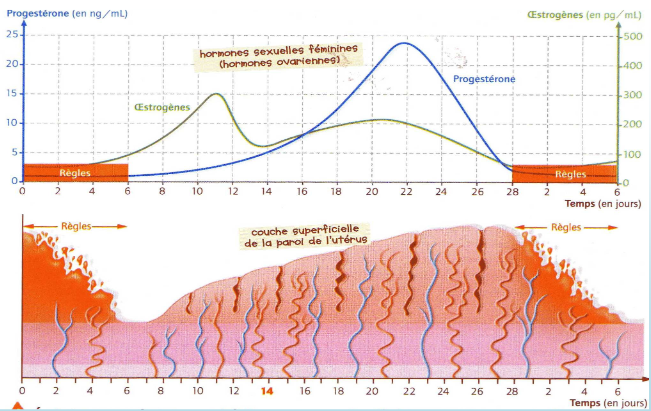 Progestérone (en ng/mL)
Œstrogènes (en pg/mL)
25
20
15
10
5
0
500
400
300
200
100
0
hormones sexuelles féminines
(hormones ovariennes)
Progestérone
Œstrogènes
Règles
Règles
0 2 4 6 8 10 12 14 16 18 20 22 24 26 28 2 4 6
Temps (en jours)
Règles
couche superficielle
de la paroi de l'utérus
Règles
0 2 4 6 8 10 12 14 16 18 20 22 24 26 28 2 4 6
Temps (en jours)